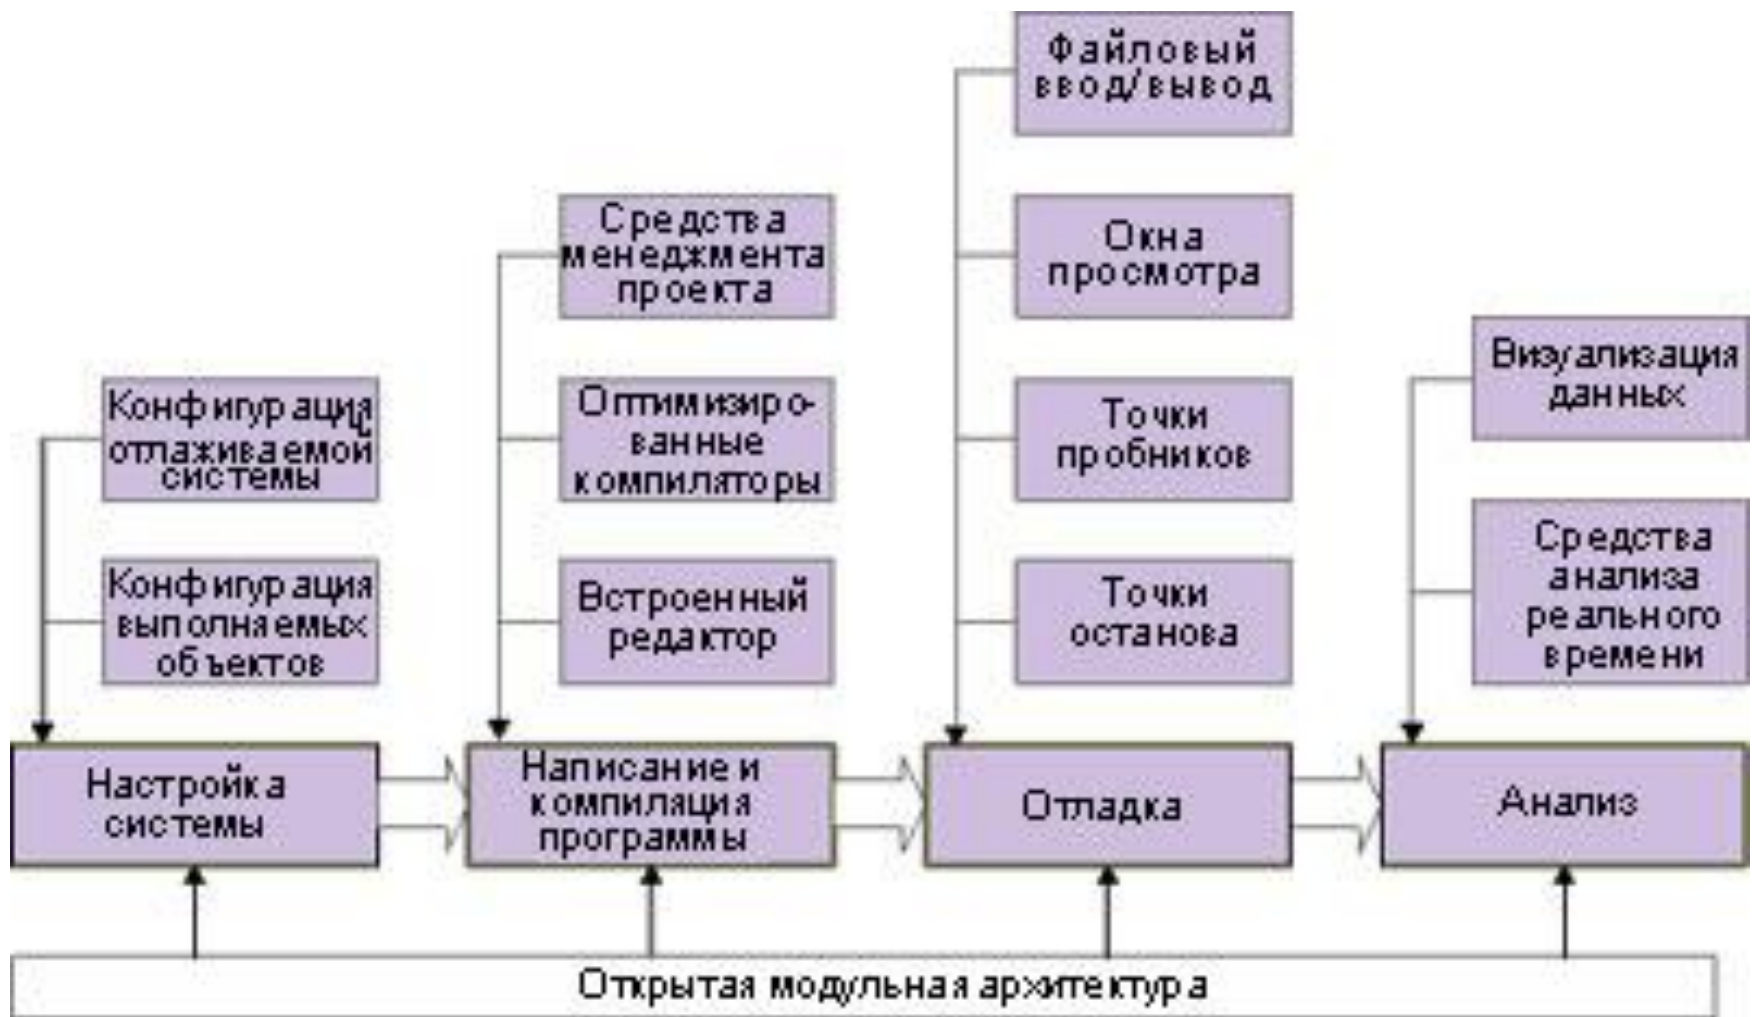 Файловый
ввод/вывод
Средства
менеджмента
проекта
Окна
просмотра
Визуализация
данных
Конфигурация
отлаживаемой
системы
Оптимизиро-
ванные
компиляторы
Точки
пробников
Средства
анализа
реального
времени
Конфигурация
выполняемых
объектов
Встроенный
редактор
Точки
останова
Настройка
системы
Написание и
компиляция
программы
Отладка
Анализ
Открытая модульная архитектура